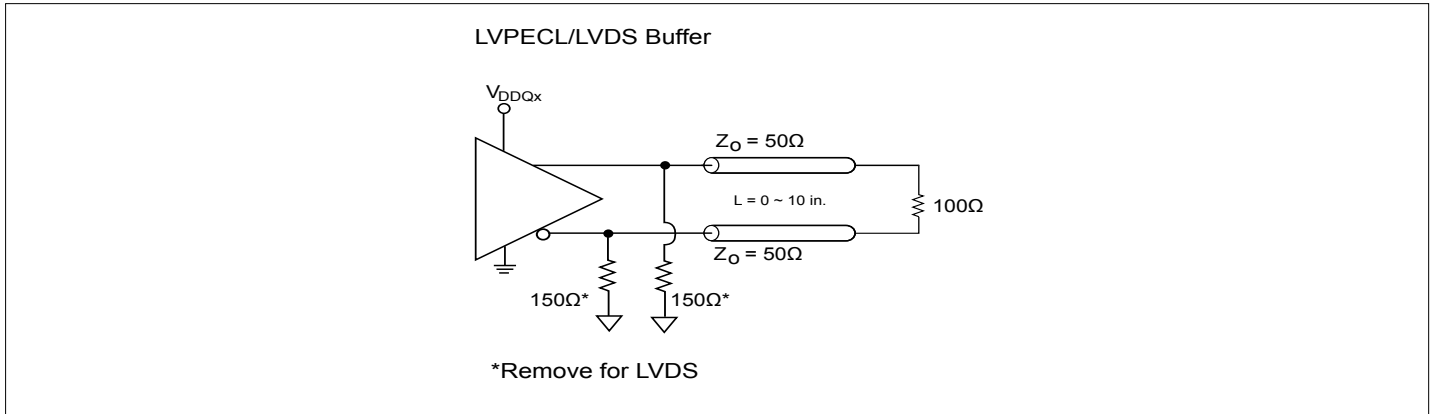 LVPECL/LVDS Buffer
VDDQx
ZO = 50Ω
L = 0 ~ 10 in.
100Ω
ZO = 50Ω
150Ω* 150Ω*
*Remove for LVDS